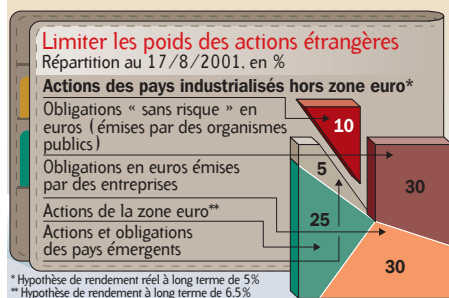 Limiter les poids des actions étrangères
Répartition au 17/8/2001, en %
Actions des pays industrialisés hors zone euro*
Obligations « sans risque » en
euros (émises par des organismes
publics)
Obligations en euros émises
par des entreprises
Actions de la zone euro**
Actions et obligations
des pays émergents
10
5
30
25
30
* Hypothèse de rendement réel à long terme de 5%
** Hypothèse de rendement à long terme de 6.5%